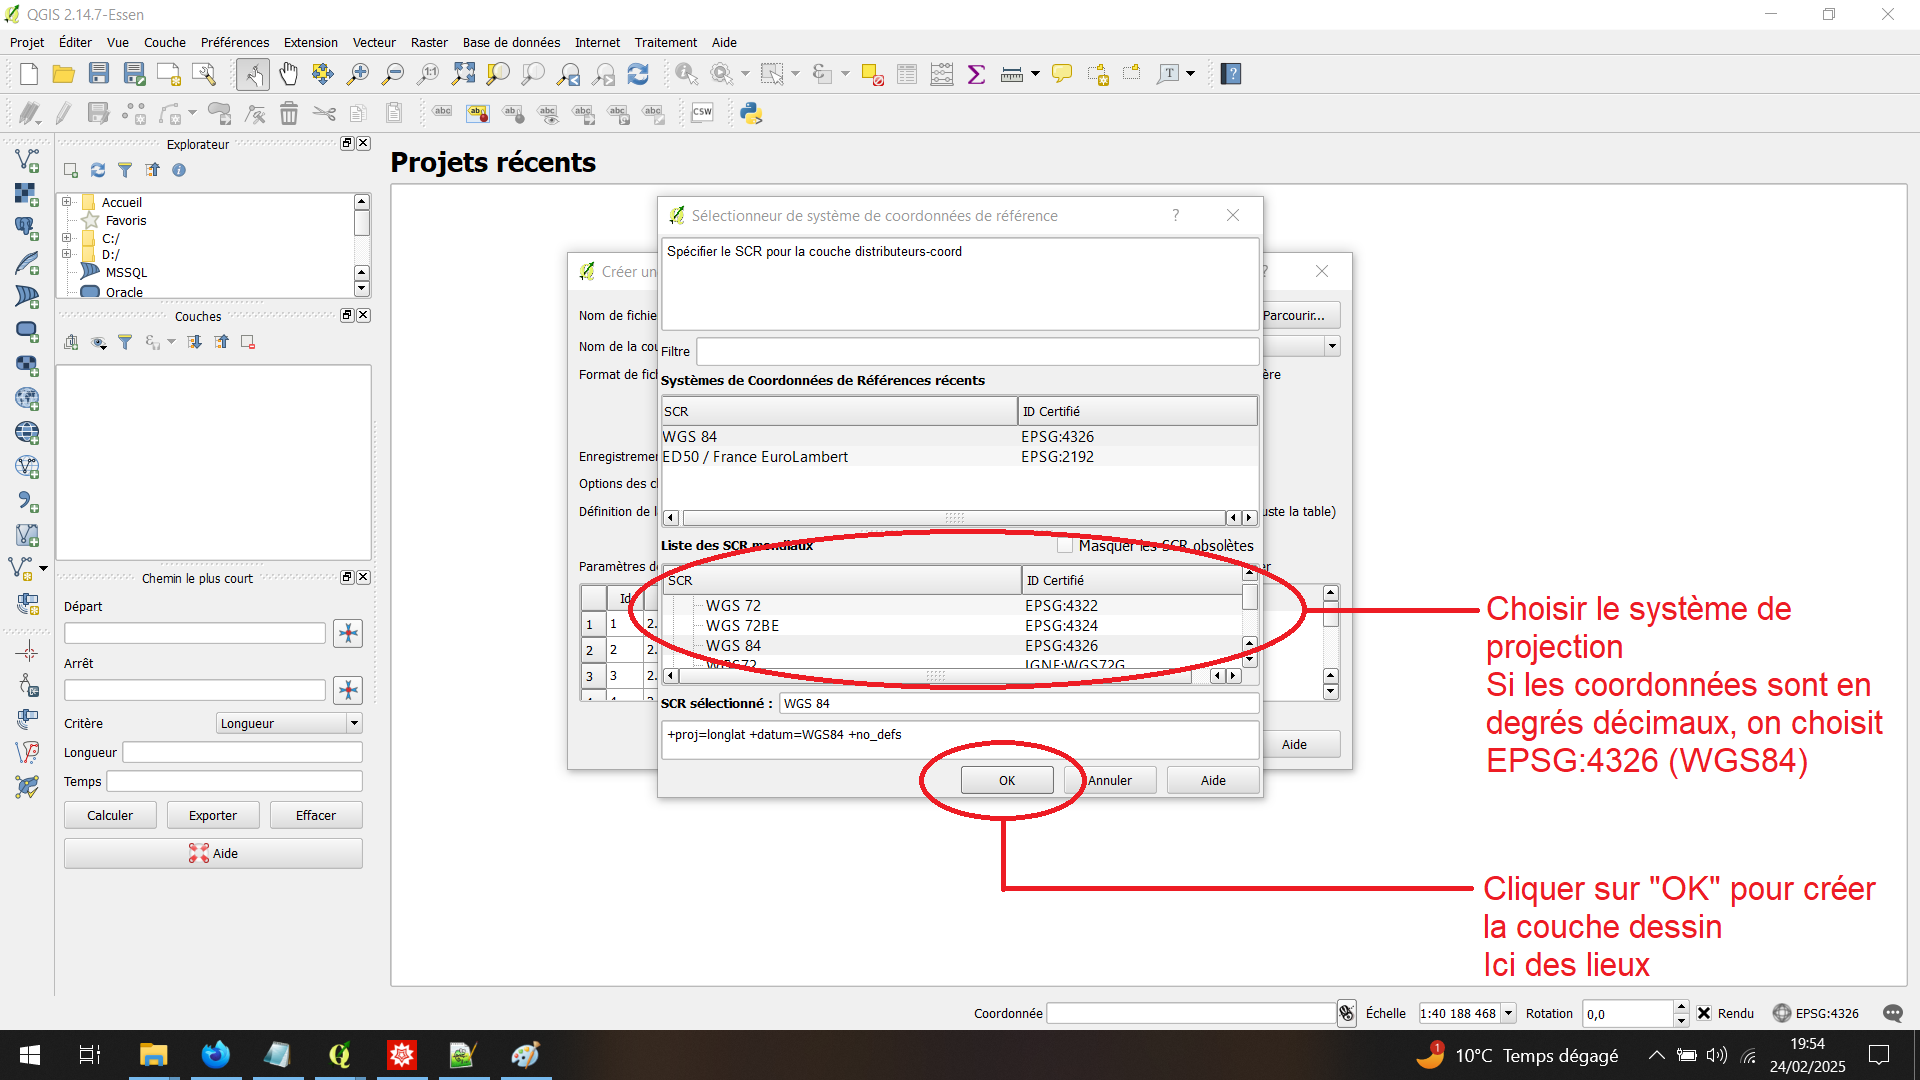 QGIS 2.14.7-Essen
Projet Éditer Vue Couche Préférences Extension Vecteur Raster Base de données Internet Traitement Aide
Explorateur
Accueil
Favoris
C:/
D:/
MSSQL
Oracle
Couches
Chemin le plus court
Départ
Arrêt
Critère Longueur
Longueur
Temps
Calculer Exporter Effacer
Aide
Projets récents
Créer un
Nom de fichie
Parcourir...
Nom de la cou
Format de fich
ère
Enregistremer
Options des cl
Définition de l
uste la table)
Paramètres de
er
Id
1 1 2.
2 2 2.
3 3 2.
Aide
Sélectionneur de système de coordonnées de référence
Spécifier le SCR pour la couche distributeurs-coord
Filtre
Systèmes de Coordonnées de Références récents
SCR ID Certifié
WGS 84 EPSG:4326
ED50 / France EuroLambert EPSG:2192
Liste des SCR mondiaux Masquer les SCR obsolètes
SCR ID Certifié
WGS 72 EPSG:4322
WGS 72BE EPSG:4324
WGS 84 EPSG:4326
WGS72 IGNF:WGS72G
SCR sélectionné : WGS 84
+proj=longlat +datum=WGS84 +no_defs
OK Annuler Aide
Choisir le système de
projection
Si les coordonnées sont en
degrés décimaux, on choisit
EPSG:4326 (WGS84)
Cliquer sur "OK" pour créer
la couche dessin
Ici des lieux
Coordonnée Échelle 1:40 188 468 Rotation 0,0 Rendu EPSG:4326
1 10°C Temps dégagé
19:54
24/02/2025